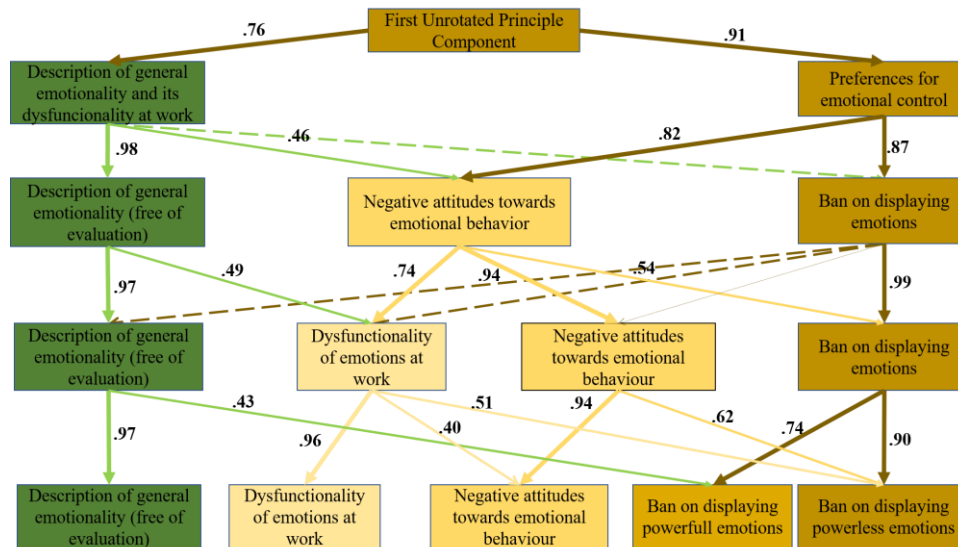 First Unrotated Principle
Component
.76
.91
Description of general
emotionality and its
dysfuncionality at work
Preferences for
emotional control
.98
.46
.82
.87
Description of general
emotionality (free of
evaluation)
Negative attitudes towards
emotional behavior
Ban on displaying
emotions
.97
.49
.74
.94
.54
.99
Description of general
emotionality (free of
evaluation)
Dysfunctionality
of emotions at
work
Negative attitudes
towards emotional
behaviour
Ban on displaying
emotions
.97
.43
.96
.40
.51
.94
.62
.74
.90
Description of general
emotionality (free of
evaluation)
Dysfunctionality
of emotions at
work
Negative attitudes
towards emotional
behaviour
Ban on displaying
powerfull emotions
Ban on displaying
powerless emotions